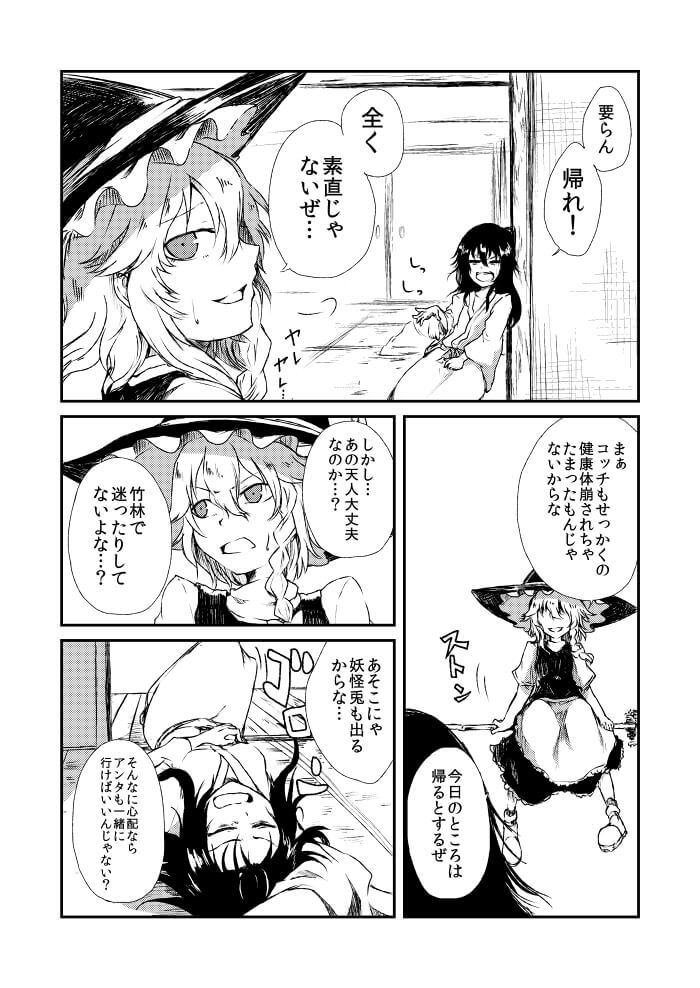 要らん
帰れ！
全く
素直じゃ
ないぜ…
しっ
しっ
ヤレ
ヤレ…
まぁ
コッチもせっかくの
健康体崩されちゃ
たまったもんじゃ
ないからな
ストン
今日のところは
帰るとするぜ
しかし…
あの天人大丈夫
なのか…？
竹林で
迷ったりして
ないよな…？
あそこにゃ
妖怪兎も出る
からな…
ゴロ
そんなに心配なら
アンタも一緒に
行けばいいんじゃない？